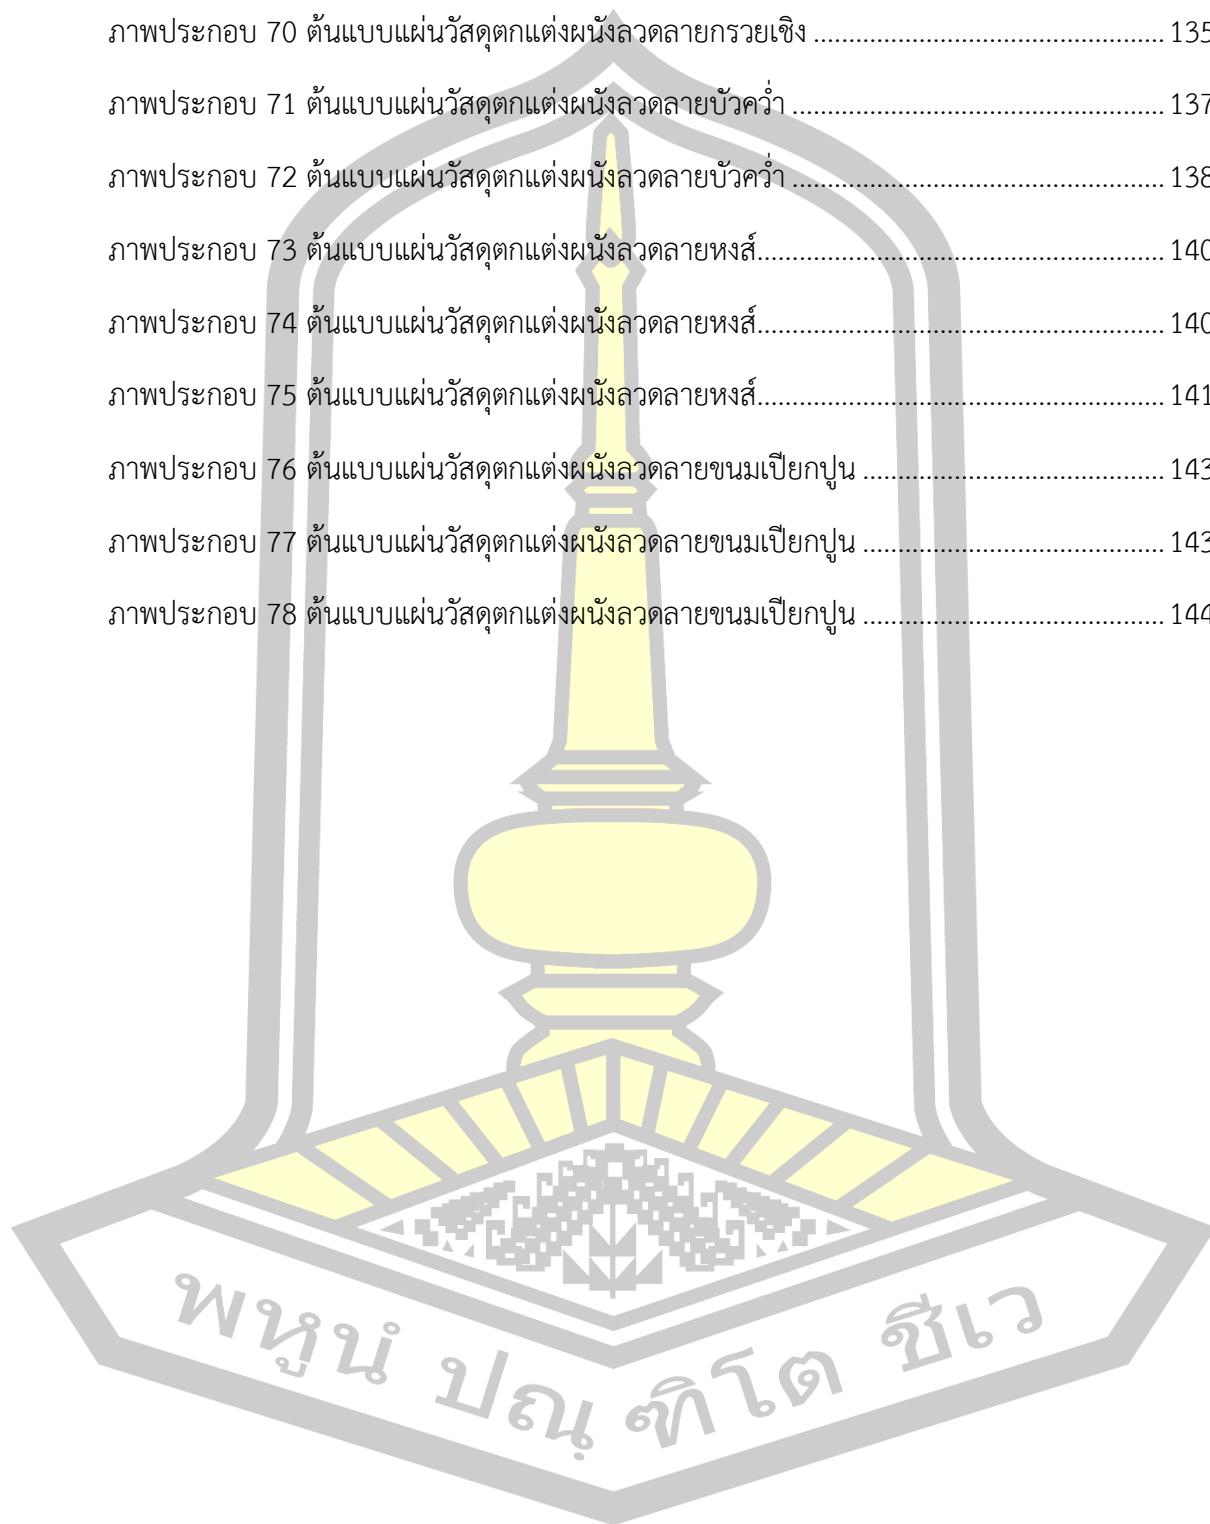 ภาพประกอบ 70 ต้นแบบแผ่นวัสดุตกแต่งผนังลวดลายกรวยเชิง .................................................. 135
ภาพประกอบ 71 ต้นแบบแผ่นวัสดุตกแต่งผนังลวดลายบัวคว่ำ ..................................................... 137
ภาพประกอบ 72 ต้นแบบแผ่นวัสดุตกแต่งผนังลวดลายบัวคว่ำ ..................................................... 138
ภาพประกอบ 73 ต้นแบบแผ่นวัสดุตกแต่งผนังลวดลายหงส์.......................................................... 140
ภาพประกอบ 74 ต้นแบบแผ่นวัสดุตกแต่งผนังลวดลายหงส์.......................................................... 140
ภาพประกอบ 75 ต้นแบบแผ่นวัสดุตกแต่งผนังลวดลายหงส์.......................................................... 141
ภาพประกอบ 76 ต้นแบบแผ่นวัสดุตกแต่งผนังลวดลายขนมเปียกปูน ........................................... 143
ภาพประกอบ 77 ต้นแบบแผ่นวัสดุตกแต่งผนังลวดลายขนมเปียกปูน ........................................... 143
ภาพประกอบ 78 ต้นแบบแผ่นวัสดุตกแต่งผนังลวดลายขนมเปียกปูน ........................................... 144
พหูนํ ปณฺฑิโต ชีเว